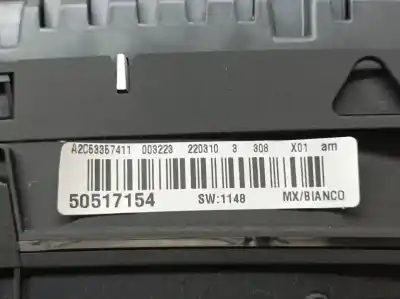 A2C53357411 003223 220310 3 308 X01 am
50517154 SW:1148 MX/BIANCO